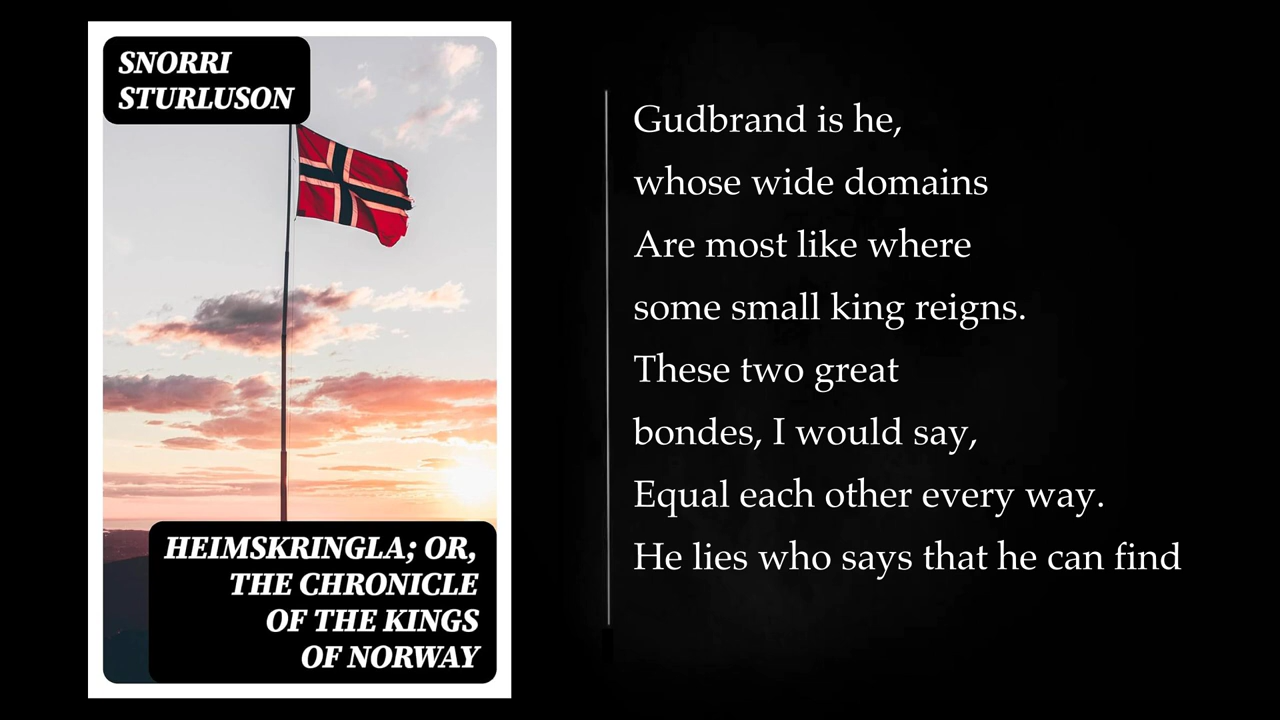 SNORRI
STURLUSON
HEIMSKRINGLA; OR,
THE CHRONICLE
OF THE KINGS
OF NORWAY
Gudbrand is he,
whose wide domains
Are most like where
some small king reigns.
These two great
bondes, I would say,
Equal each other every way.
He lies who says that he can find